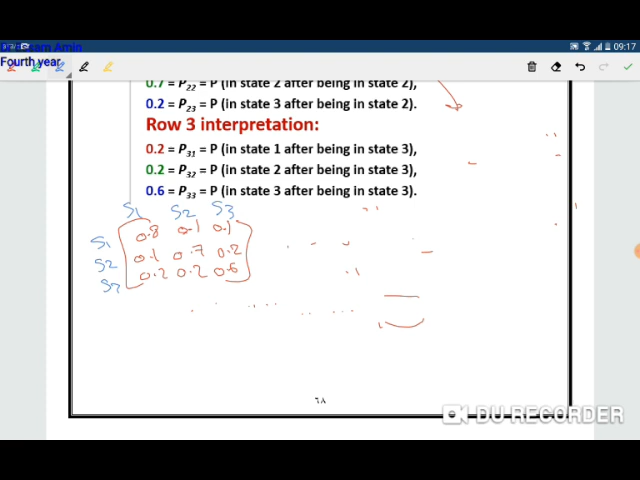 09:17
Dr Essam Amin
Fourth year
0.7 = P22 = P (in state 2 after being in state 2),
0.2 = P23 = P (in state 3 after being in state 2).
Row 3 interpretation:
0.2 = P31 = P (in state 1 after being in state 3),
0.2 = P32 = P (in state 2 after being in state 3),
0.6 = P33 = P (in state 3 after being in state 3).
S1 S2 S3
S1 0.8 0.1 0.1
S2 0.1 0.7 0.2
S3 0.2 0.2 0.6
٦٨
DU RECORDER